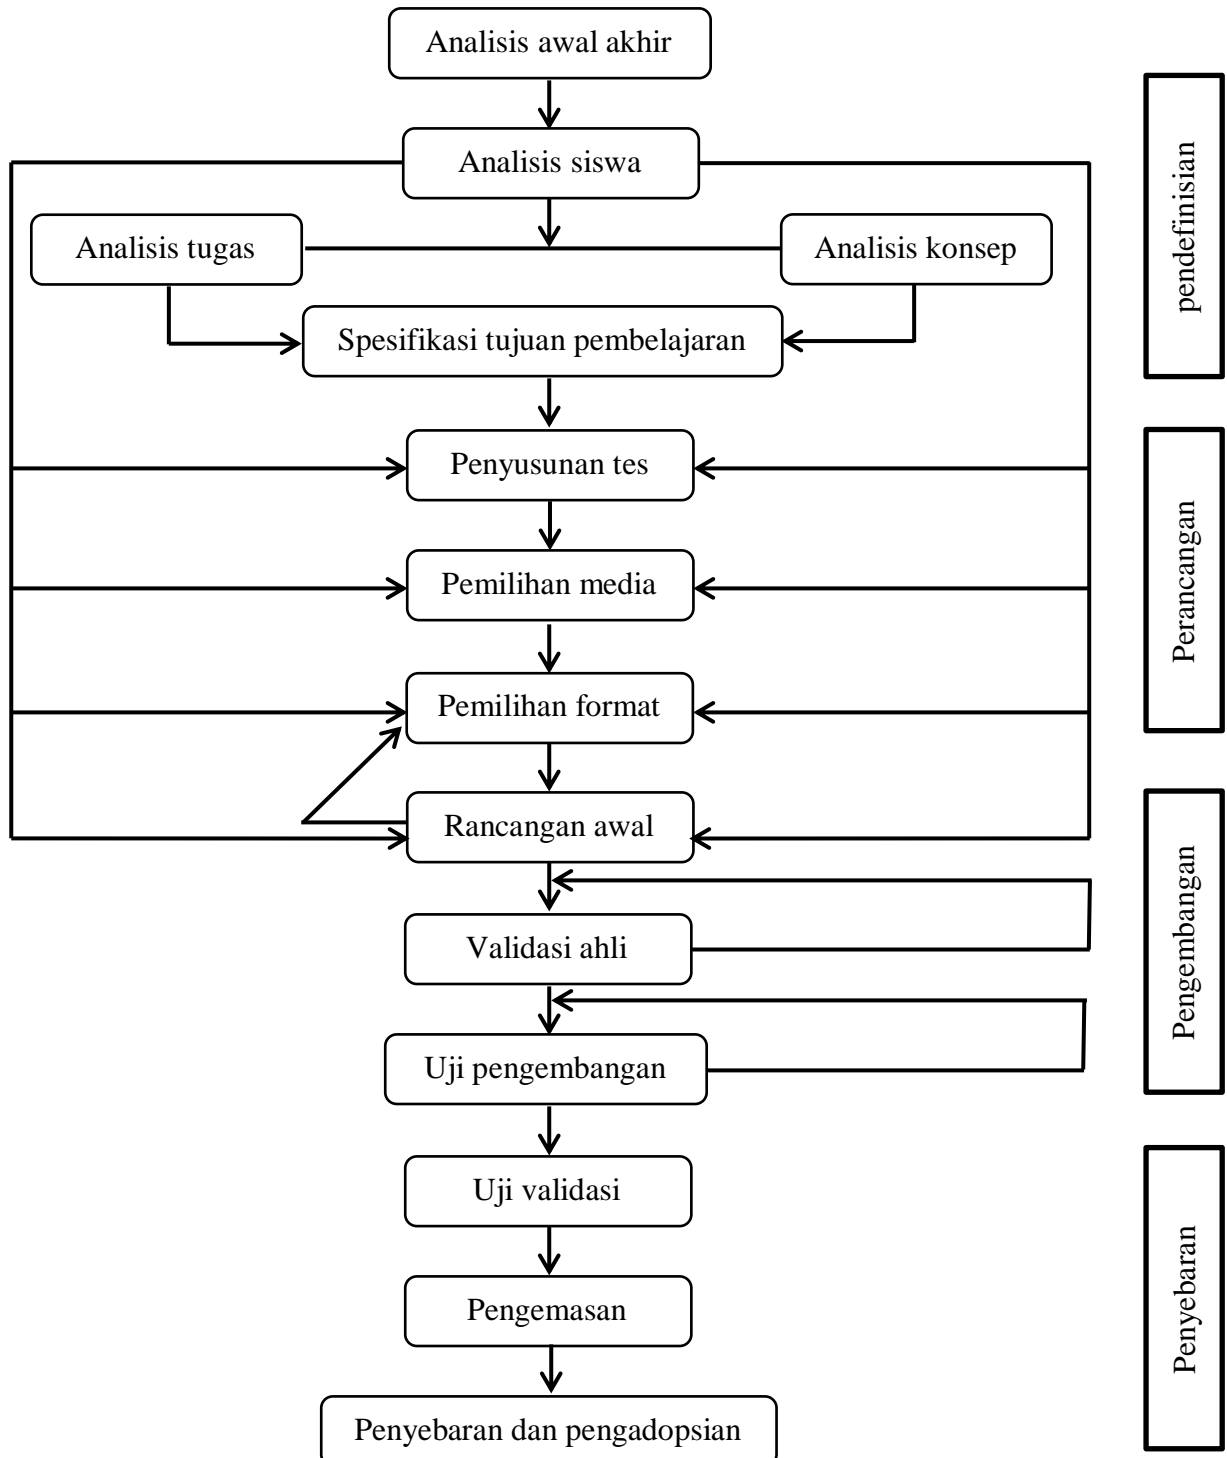 Analisis awal akhir
Analisis siswa
Analisis tugas
Analisis konsep
Spesifikasi tujuan pembelajaran
Penyusunan tes
Pemilihan media
Pemilihan format
Rancangan awal
Validasi ahli
Uji pengembangan
Uji validasi
Pengemasan
Penyebaran dan pengadopsian
pendefinisian
Perancangan
Pengembangan
Penyebaran